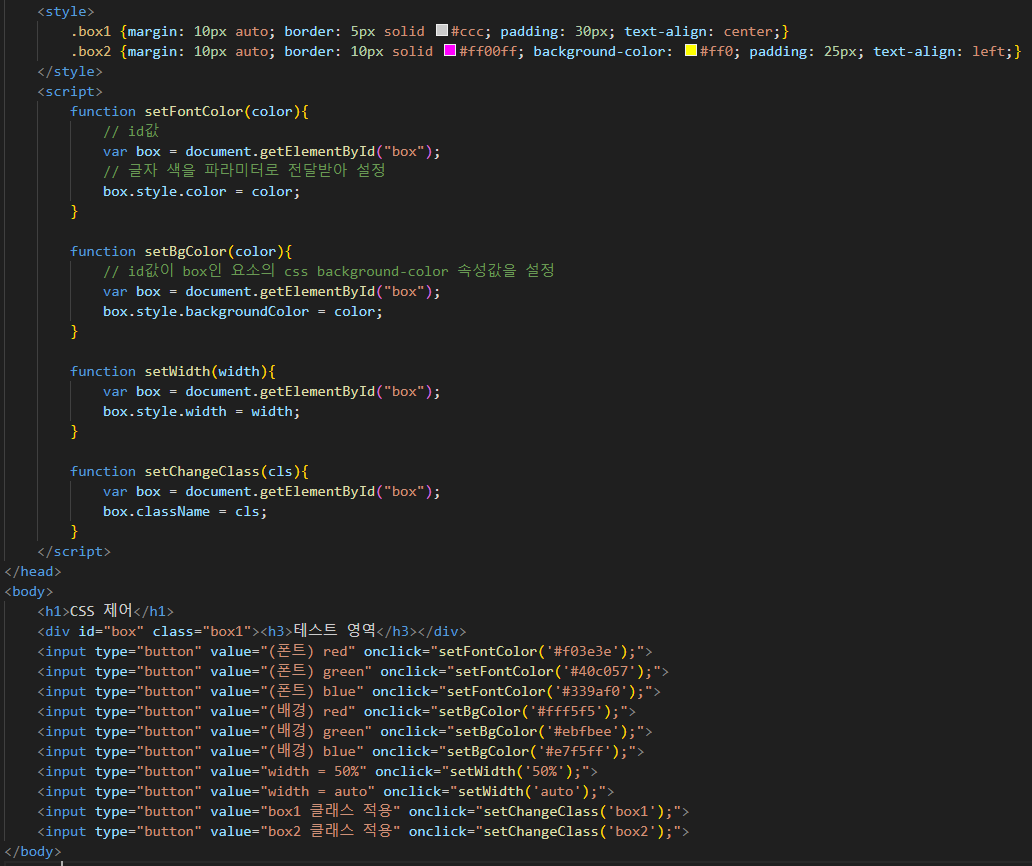 <style>
.box1 {margin: 10px auto; border: 5px solid #ccc; padding: 30px; text-align: center;}
.box2 {margin: 10px auto; border: 10px solid #ff00ff; background-color: #ff0; padding: 25px; text-align: left;}
</style>
<script>
function setFontColor(color){
// id값
var box = document.getElementById("box");
// 글자 색을 파라미터로 전달받아 설정
box.style.color = color;
}
function setBgColor(color){
// id값이 box인 요소의 css background-color 속성값을 설정
var box = document.getElementById("box");
box.style.backgroundColor = color;
}
function setWidth(width){
var box = document.getElementById("box");
box.style.width = width;
}
function setChangeClass(cls){
var box = document.getElementById("box");
box.className = cls;
}
</script>
</head>
<body>
<h1>CSS 제어</h1>
<div id="box" class="box1"><h3>테스트 영역</h3></div>
<input type="button" value="(폰트) red" onclick="setFontColor('#f03e3e');">
<input type="button" value="(폰트) green" onclick="setFontColor('#40c057');">
<input type="button" value="(폰트) blue" onclick="setFontColor('#339af0');">
<input type="button" value="(배경) red" onclick="setBgColor('#fff5f5');">
<input type="button" value="(배경) green" onclick="setBgColor('#ebfbee');">
<input type="button" value="(배경) blue" onclick="setBgColor('#e7f5ff');">
<input type="button" value="width = 50%" onclick="setWidth('50%');">
<input type="button" value="width = auto" onclick="setWidth('auto');">
<input type="button" value="box1 클래스 적용" onclick="setChangeClass('box1');">
<input type="button" value="box2 클래스 적용" onclick="setChangeClass('box2');">
</body>